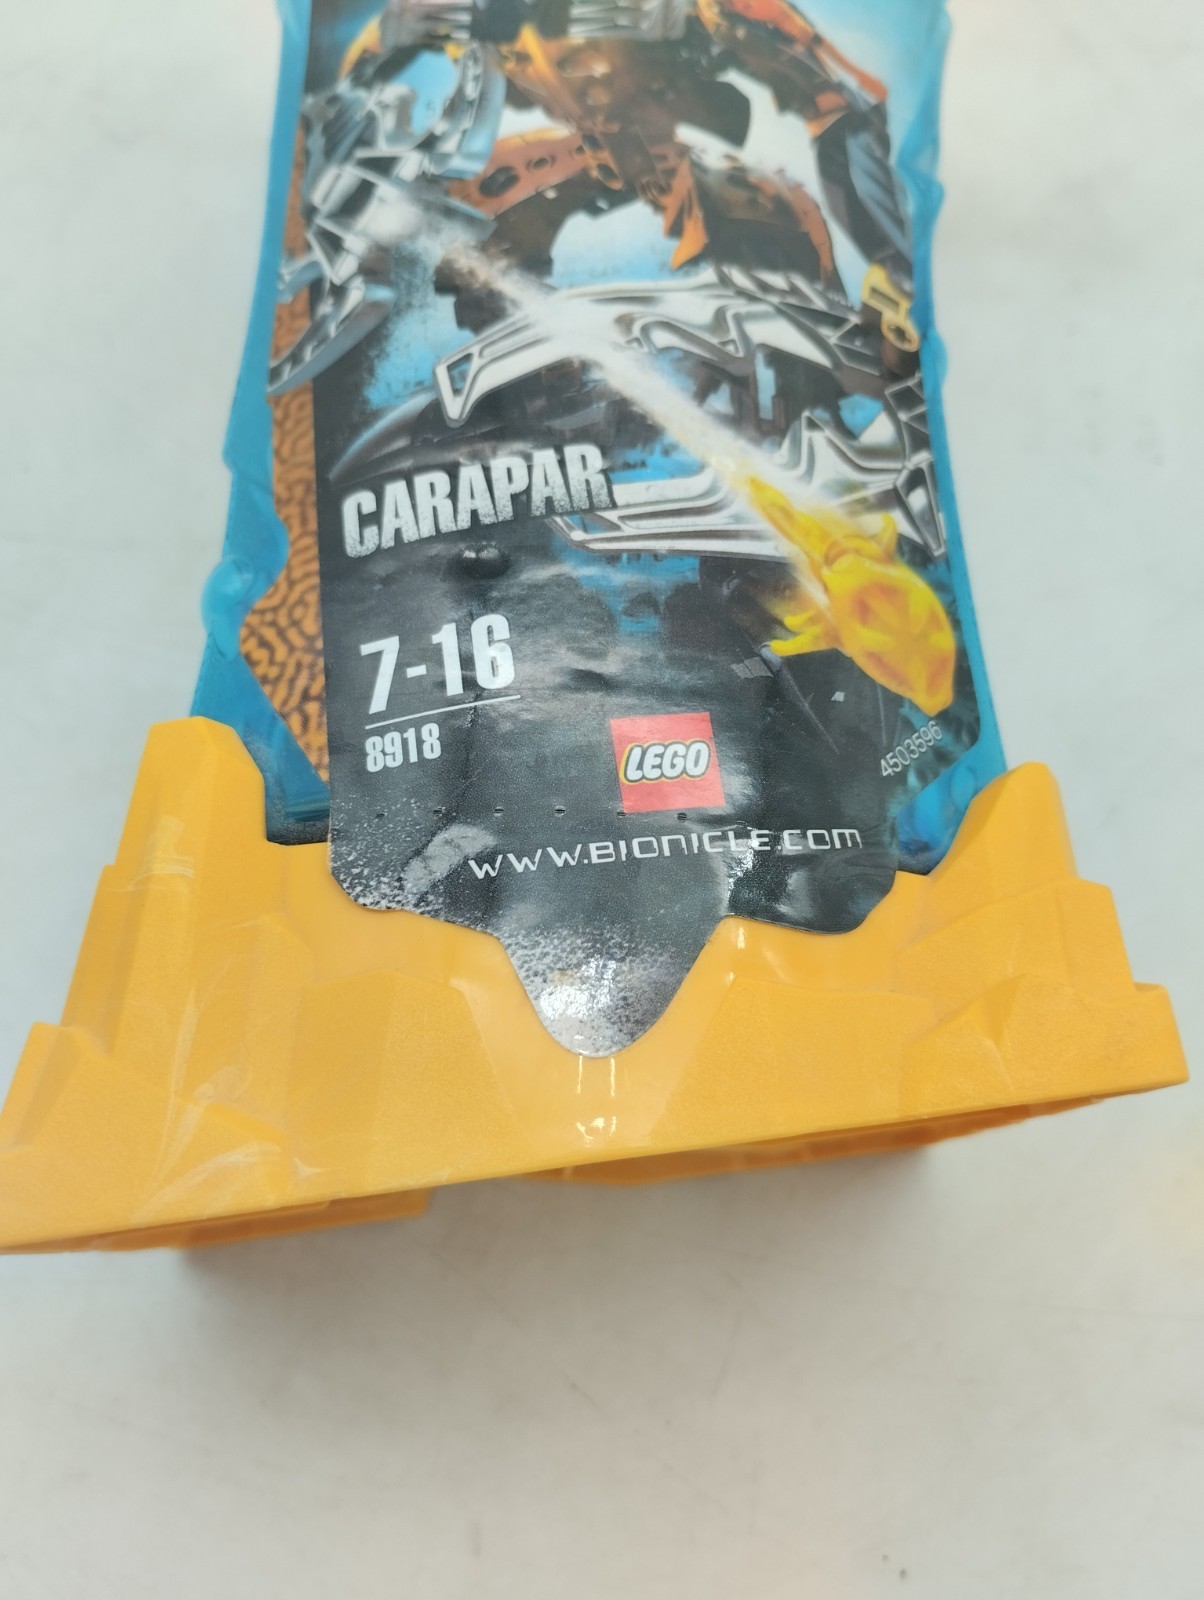 CARAPAR
7-16
8918
LEGO
4503596
WWW.BIONICLE.COM